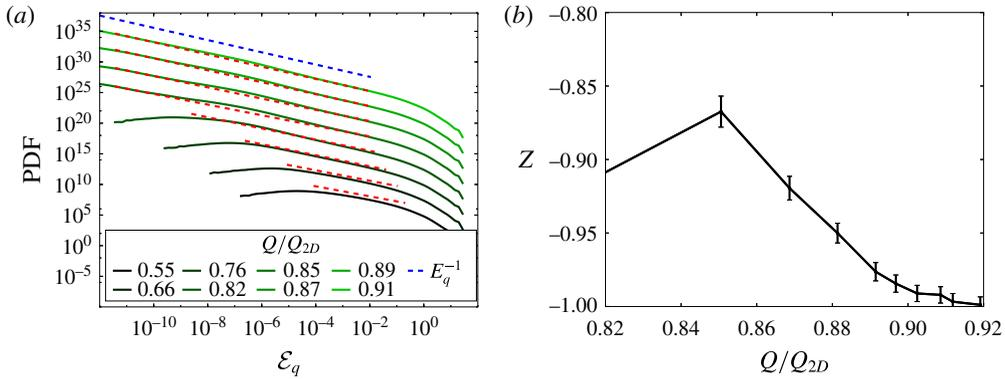 (a)
PDF
10^35
10^30
10^25
10^20
10^15
10^10
10^5
10^0
10^−5
Q/Q_2D
0.55 0.76 0.85 0.89 E_q^−1
0.66 0.82 0.87 0.91
10^−10 10^−8 10^−6 10^−4 10^−2 10^0
ℰ_q
(b)
Z
−0.80
−0.85
−0.90
−0.95
−1.00
0.82 0.84 0.86 0.88 0.90 0.92
Q/Q_2D